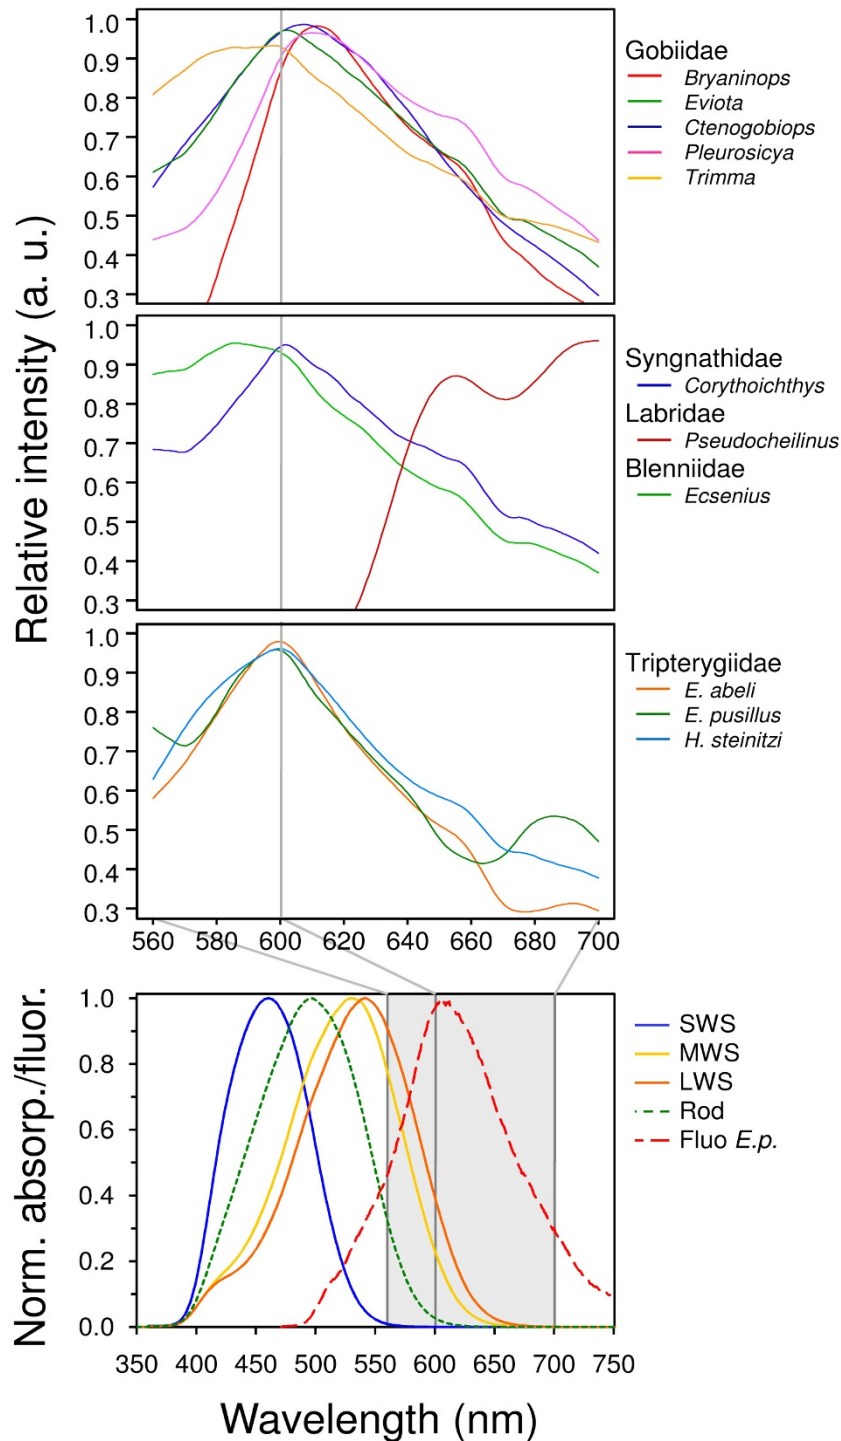 Relative intensity (a. u.)
1.0
0.9
0.8
0.7
0.6
0.5
0.4
0.3
Gobiidae
Bryaninops
Eviota
Ctenogobiops
Pleurosicya
Trimma
1.0
0.9
0.8
0.7
0.6
0.5
0.4
0.3
Syngnathidae
Corythoichthys
Labridae
Pseudocheilinus
Blenniidae
Ecsenius
1.0
0.9
0.8
0.7
0.6
0.5
0.4
0.3
Tripterygiidae
E. abeli
E. pusillus
H. steinitzi
560 580 600 620 640 660 680 700
Norm. absorp./fluor.
1.0
0.8
0.6
0.4
0.2
0.0
SWS
MWS
LWS
Rod
Fluo E.p.
350 400 450 500 550 600 650 700 750
Wavelength (nm)